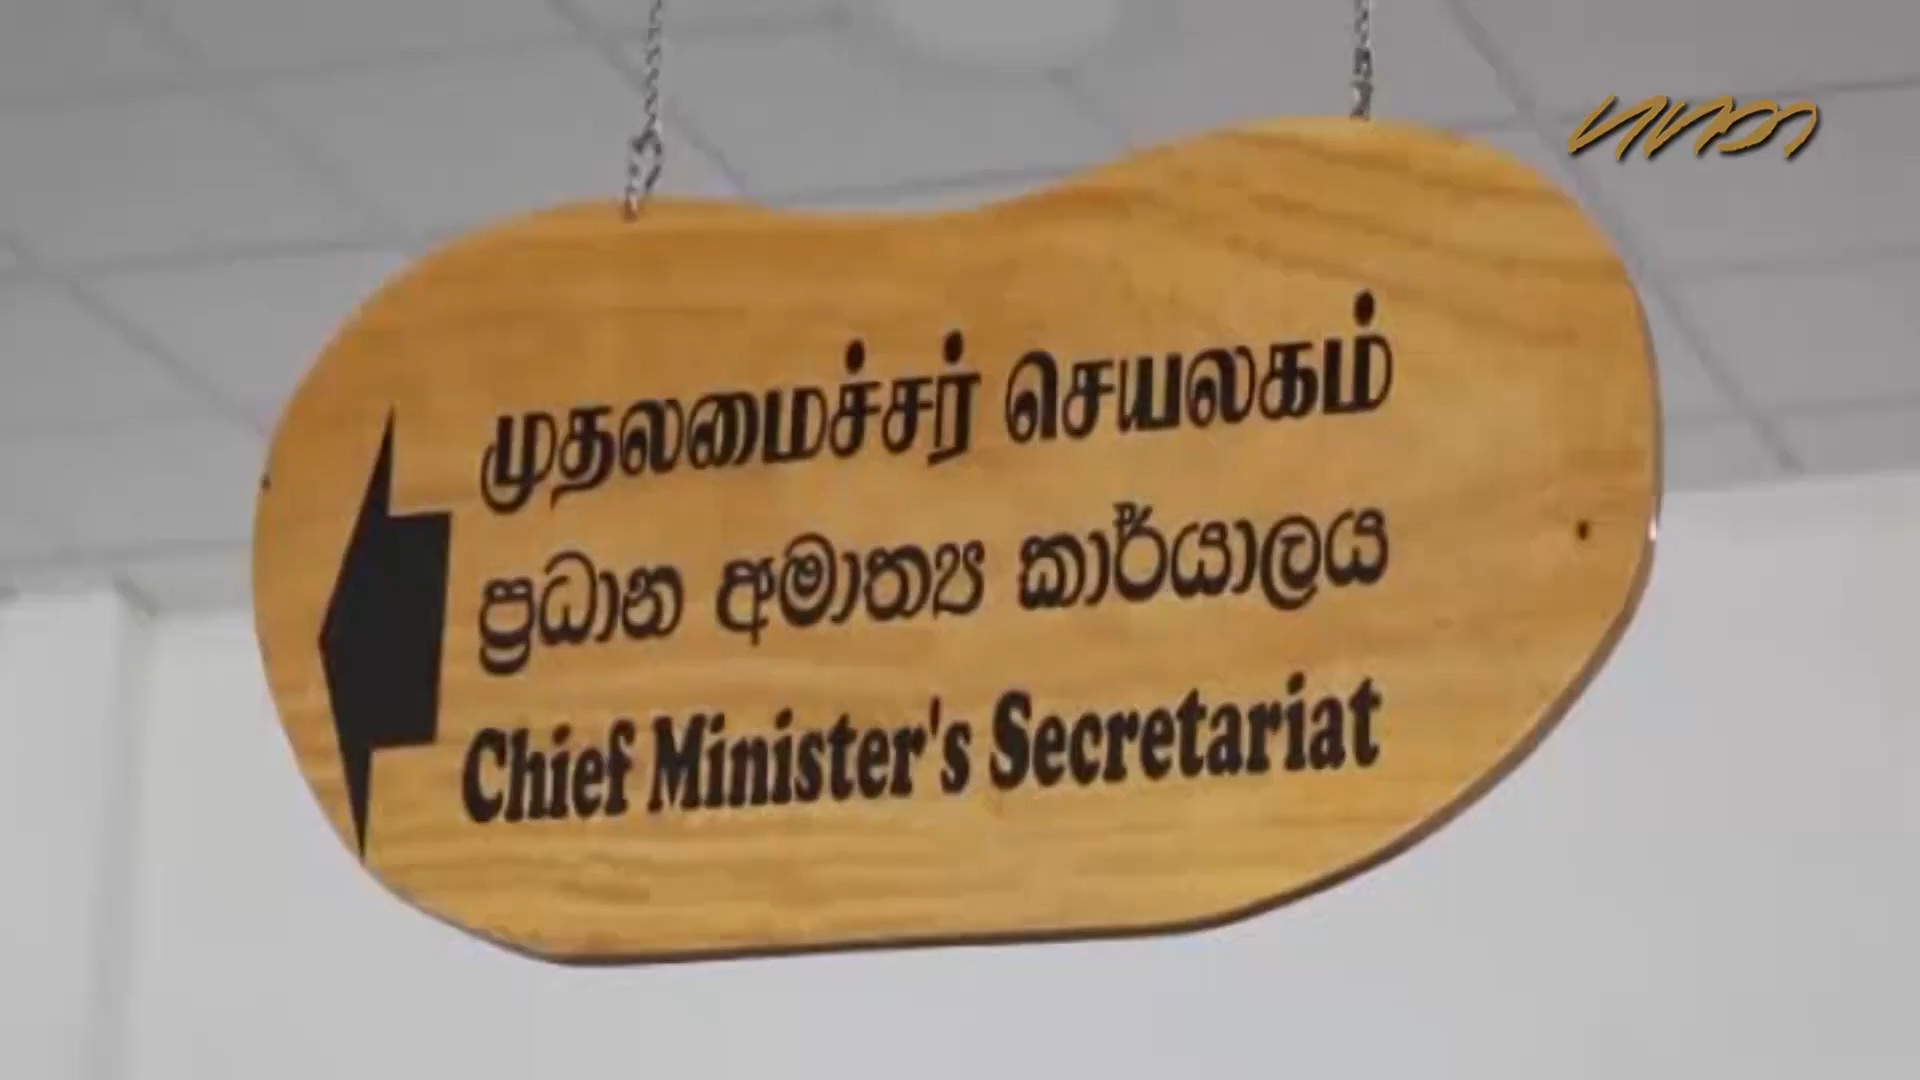 முதலமைச்சர் செயலகம்
ප්‍රධාන අමාත්‍ය කාර්යාලය
Chief Minister's Secretariat